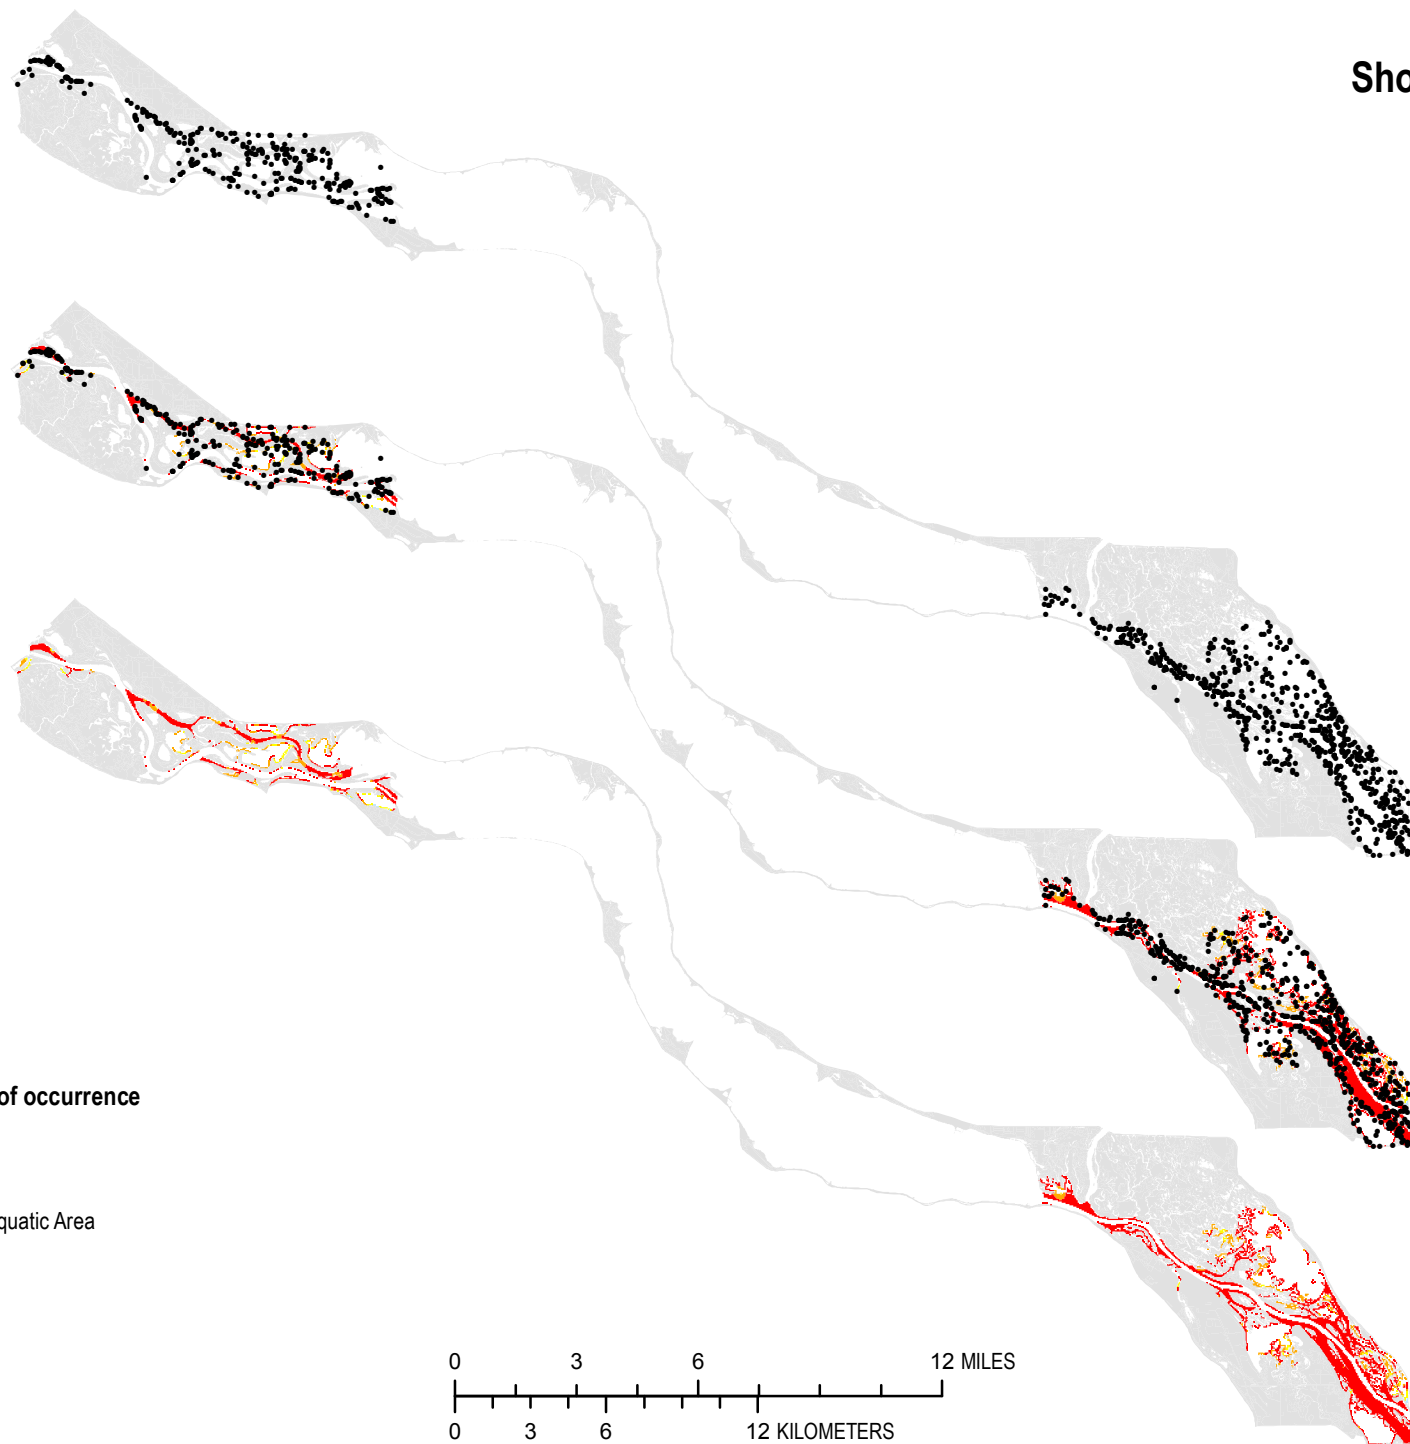 Sho
of occurrence
quatic Area
0 3 6 12 MILES
0 3 6 12 KILOMETERS